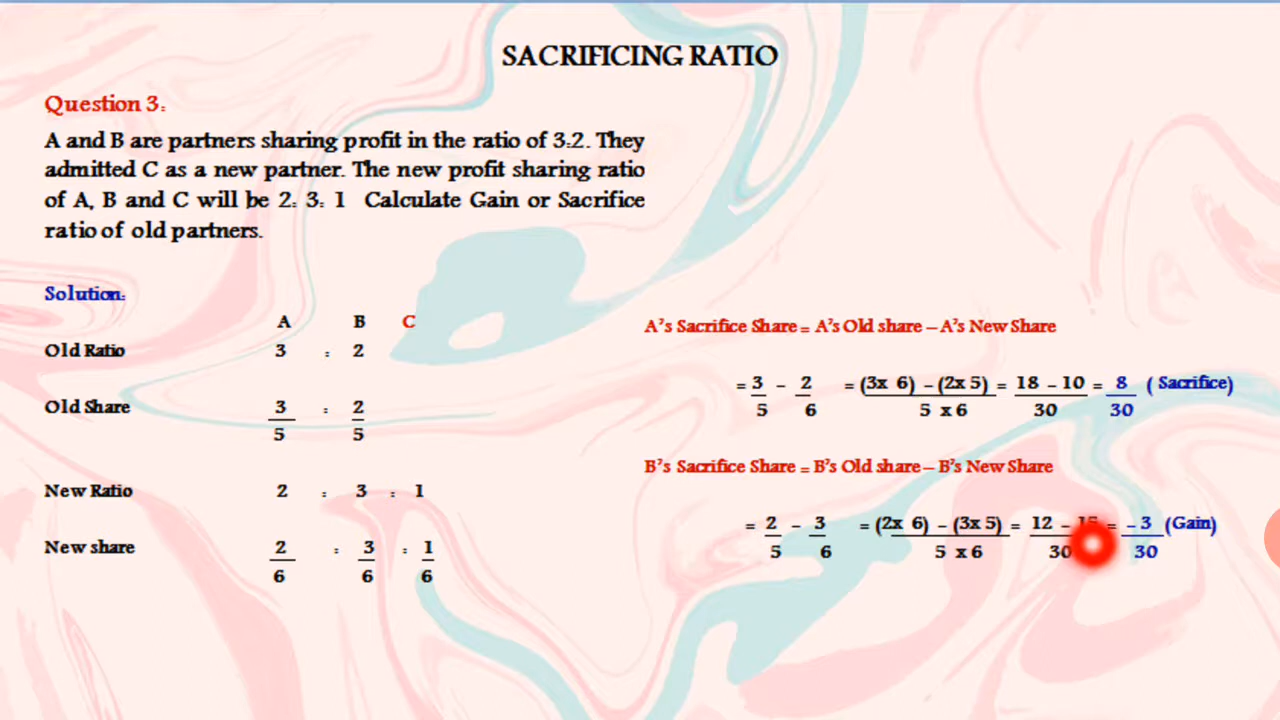 SACRIFICING RATIO
Question 3:
A and B are partners sharing profit in the ratio of 3:2. They
admitted C as a new partner. The new profit sharing ratio
of A, B and C will be 2: 3: 1 Calculate Gain or Sacrifice
ratio of old partners.
Solution:
A B C
Old Ratio 3 : 2
Old Share 3 : 2
5 5
New Ratio 2 : 3 : 1
New share 2 : 3 : 1
6 6 6
A's Sacrifice Share = A's Old share – A's New Share
= 3 – 2 = (3x 6) – (2x 5) = 18 – 10 = 8 ( Sacrifice)
5 6 5 x 6 30 30
B's Sacrifice Share = B's Old share – B's New Share
= 2 – 3 = (2x 6) – (3x 5) = 12 – = – 3 (Gain)
5 6 5 x 6 30 30